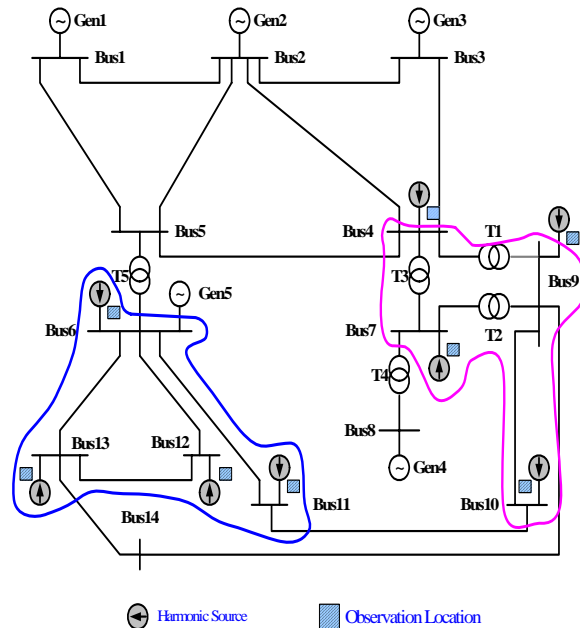 Gen1
Gen2
Gen3
Bus1
Bus2
Bus3
Bus5
Bus4
T1
T5
T3
Bus9
Gen5
Bus6
Bus7
T2
T4
Bus8
Bus13
Bus12
Gen4
Bus11
Bus10
Bus14
Harmonic Source
Observation Location